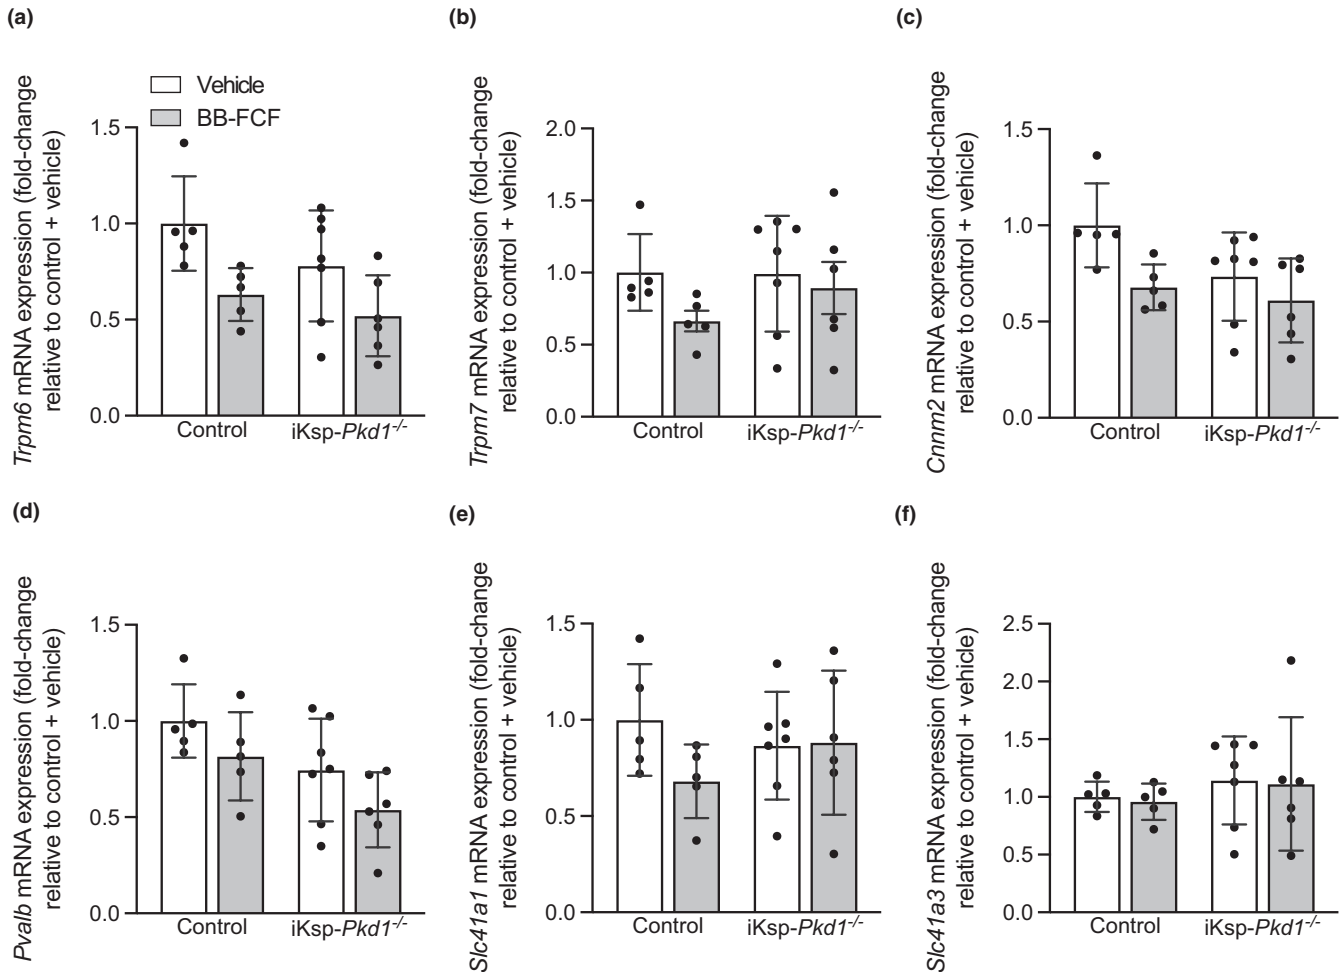 (a)
Trpm6 mRNA expression (fold-change
relative to control + vehicle)
Vehicle
BB-FCF
1.5
1.0
0.5
0.0
Control
iKsp-Pkd1-/-
(b)
Trpm7 mRNA expression (fold-change
relative to control + vehicle)
2.0
1.5
1.0
0.5
0.0
Control
iKsp-Pkd1-/-
(c)
Cnnm2 mRNA expression (fold-change
relative to control + vehicle)
1.5
1.0
0.5
0.0
Control
iKsp-Pkd1-/-
(d)
Pvalb mRNA expression (fold-change
relative to control + vehicle)
1.5
1.0
0.5
0.0
Control
iKsp-Pkd1-/-
(e)
Slc41a1 mRNA expression (fold-change
relative to control + vehicle)
1.5
1.0
0.5
0.0
Control
iKsp-Pkd1-/-
(f)
Slc41a3 mRNA expression (fold-change
relative to control + vehicle)
2.5
2.0
1.5
1.0
0.5
0.0
Control
iKsp-Pkd1-/-